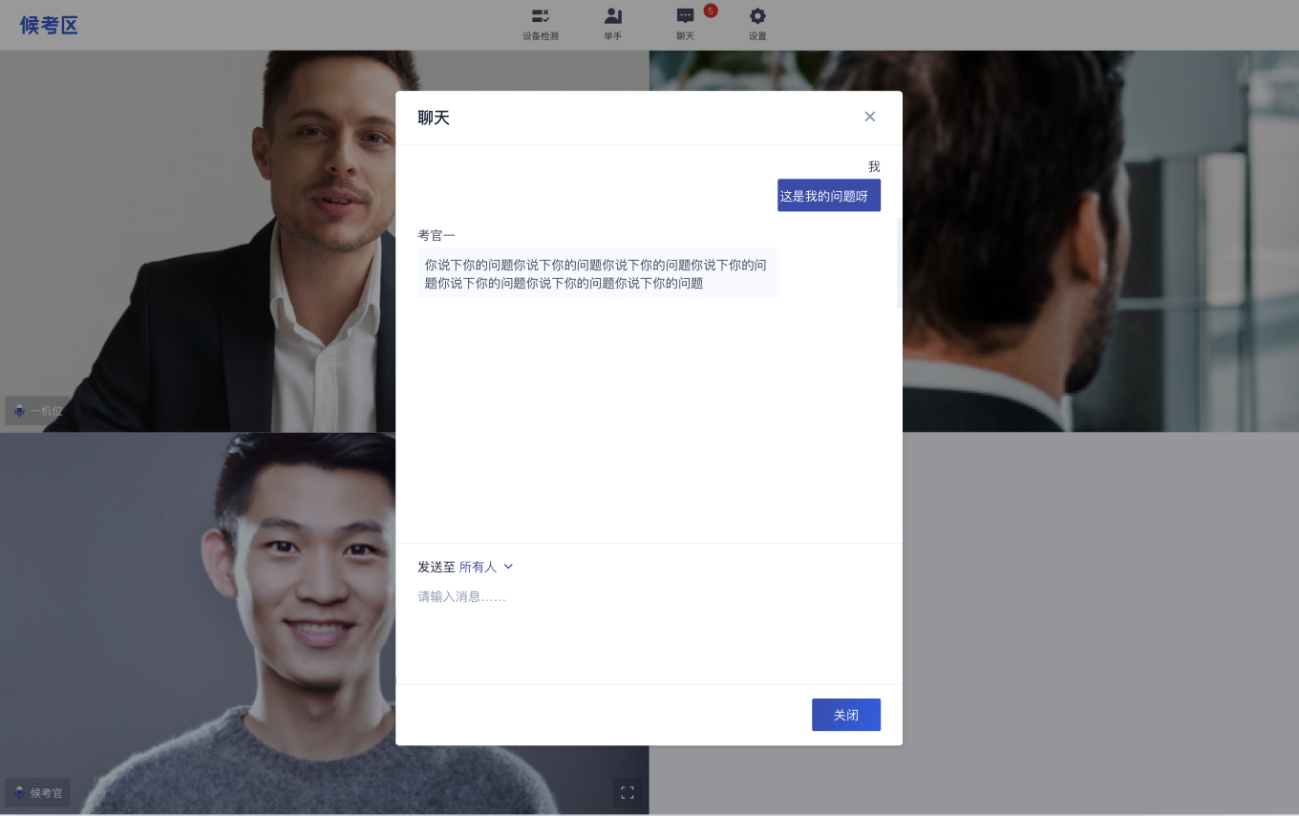 候考区
设备检测
举手
聊天
5
设置
聊天
我
这是我的问题呀
考官一
你说下你的问题你说下你的问题你说下你的问题你说下你的问
题你说下你的问题你说下你的问题你说下你的问题
一机位
发送至 所有人
请输入消息……
关闭
候考官